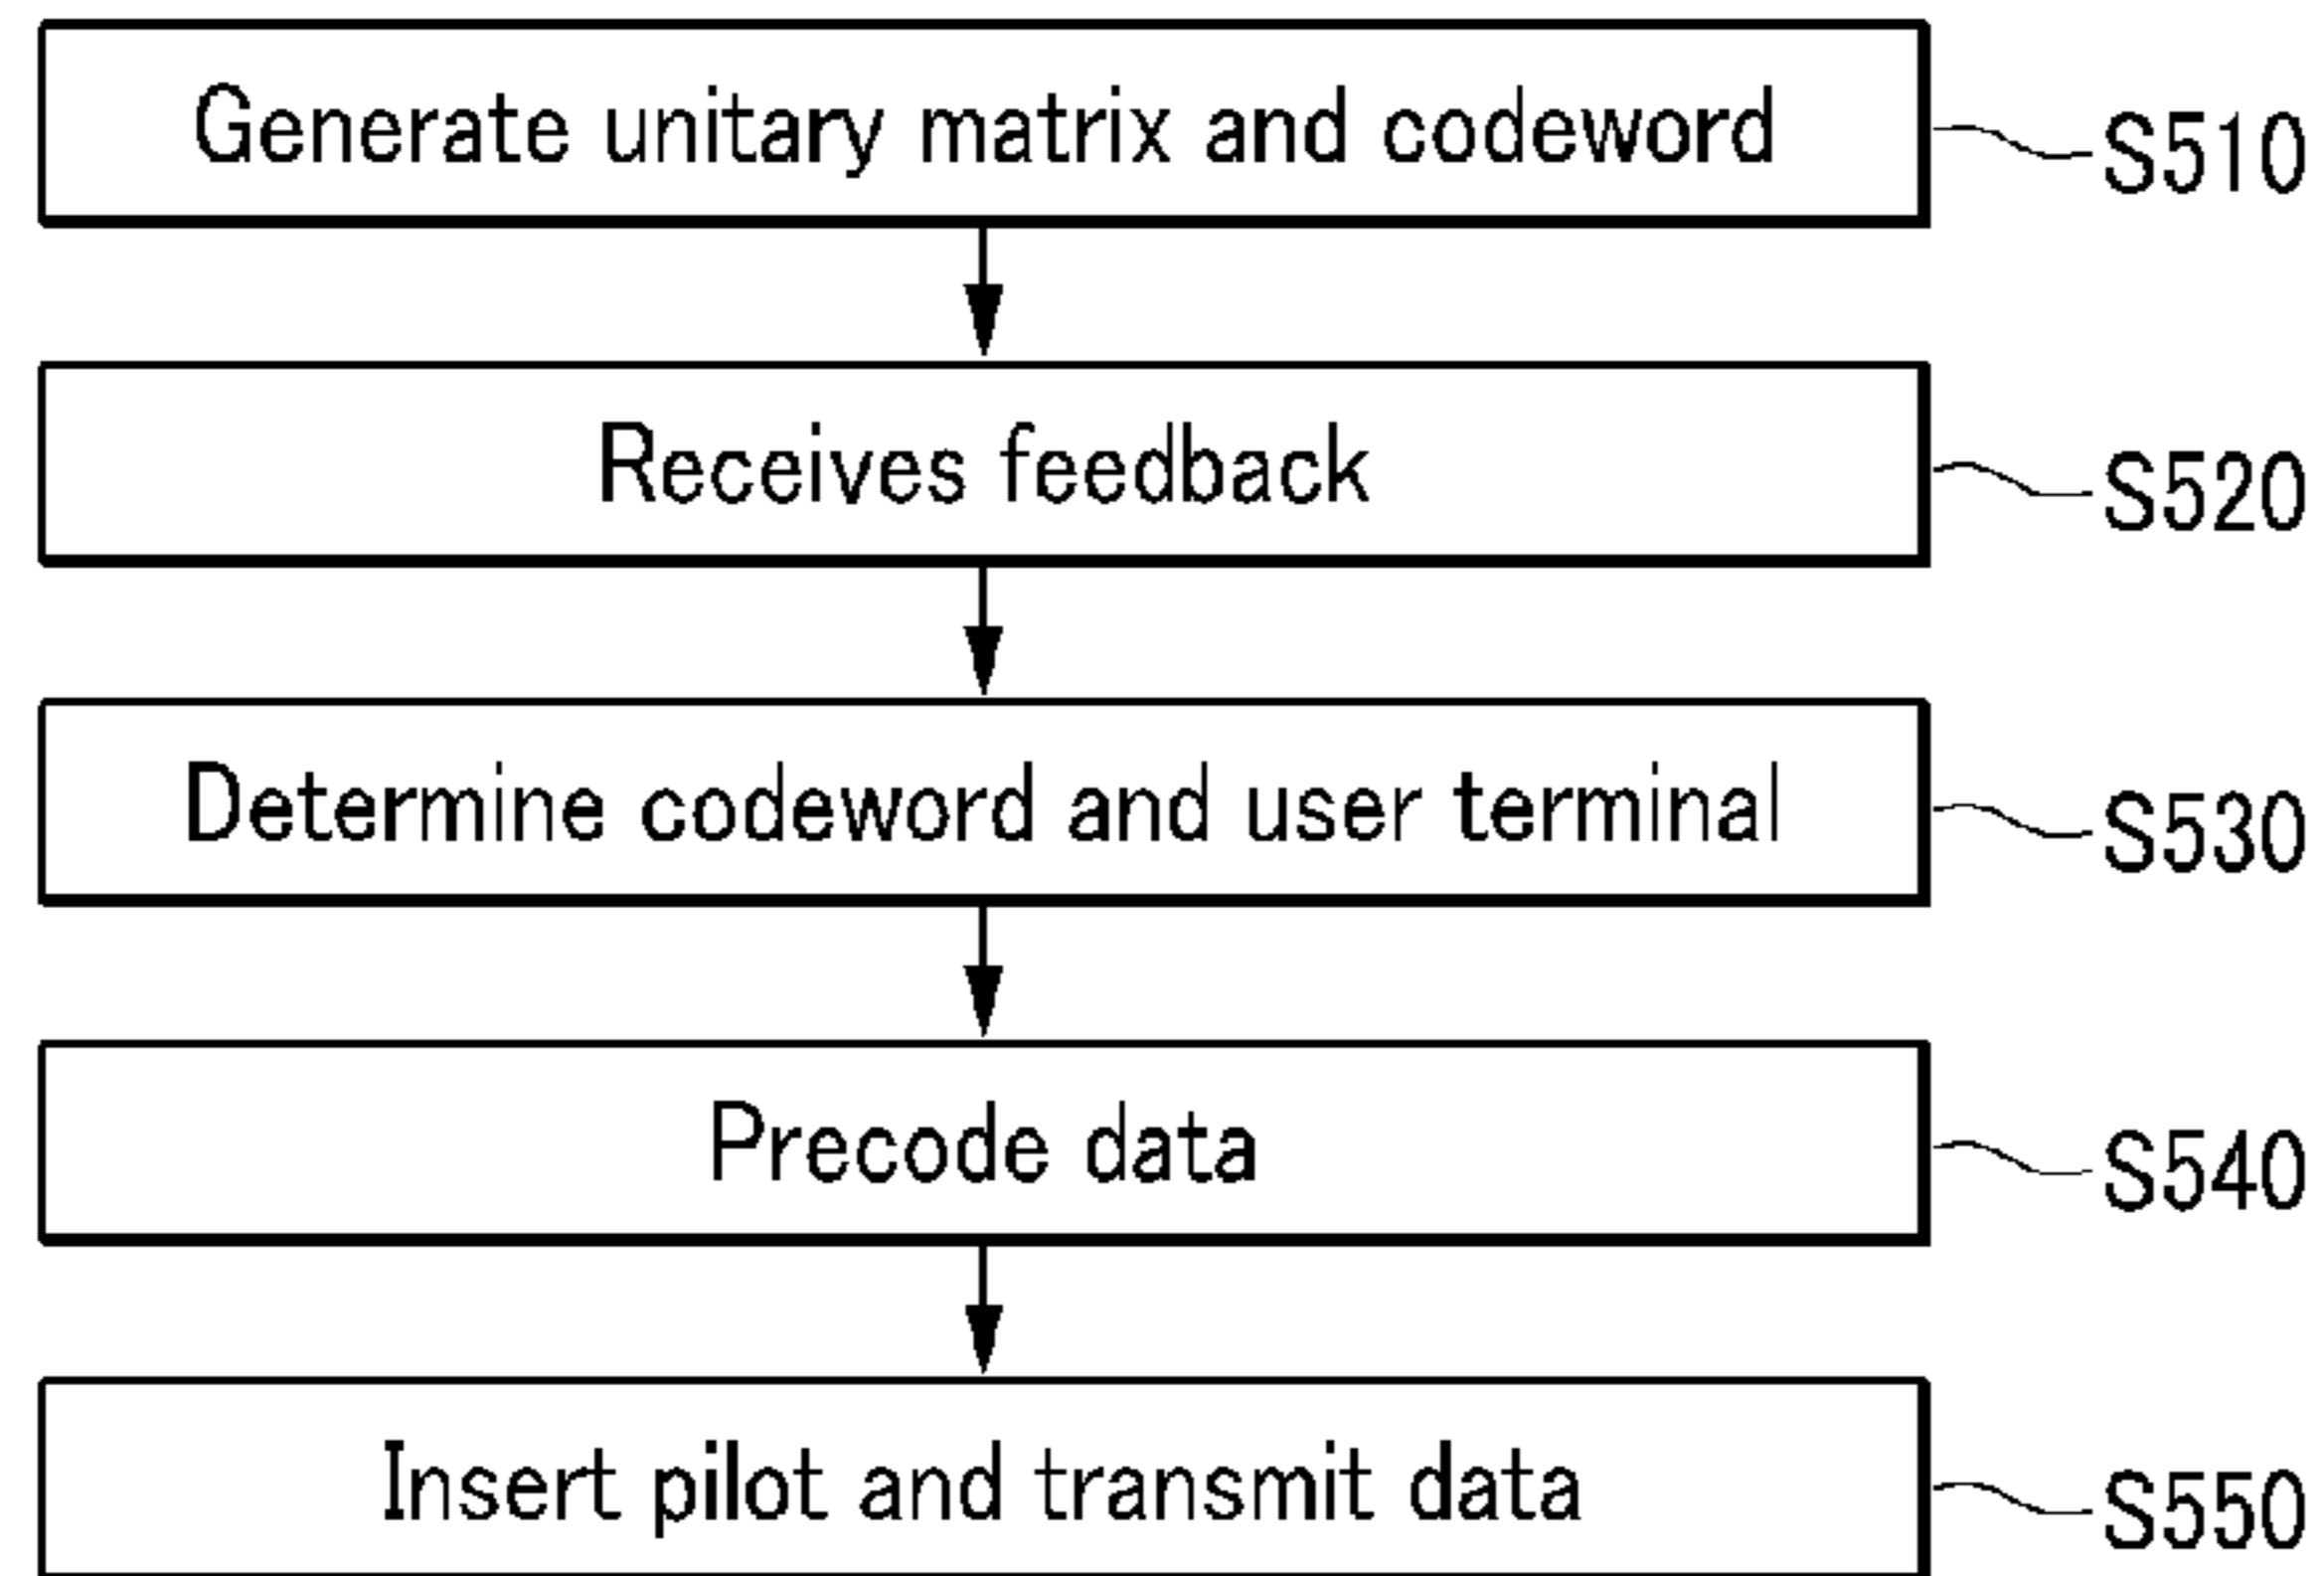 Generate unitary matrix and codeword
S510
Receives feedback
S520
Determine codeword and user terminal
S530
Precode data
S540
Insert pilot and transmit data
S550